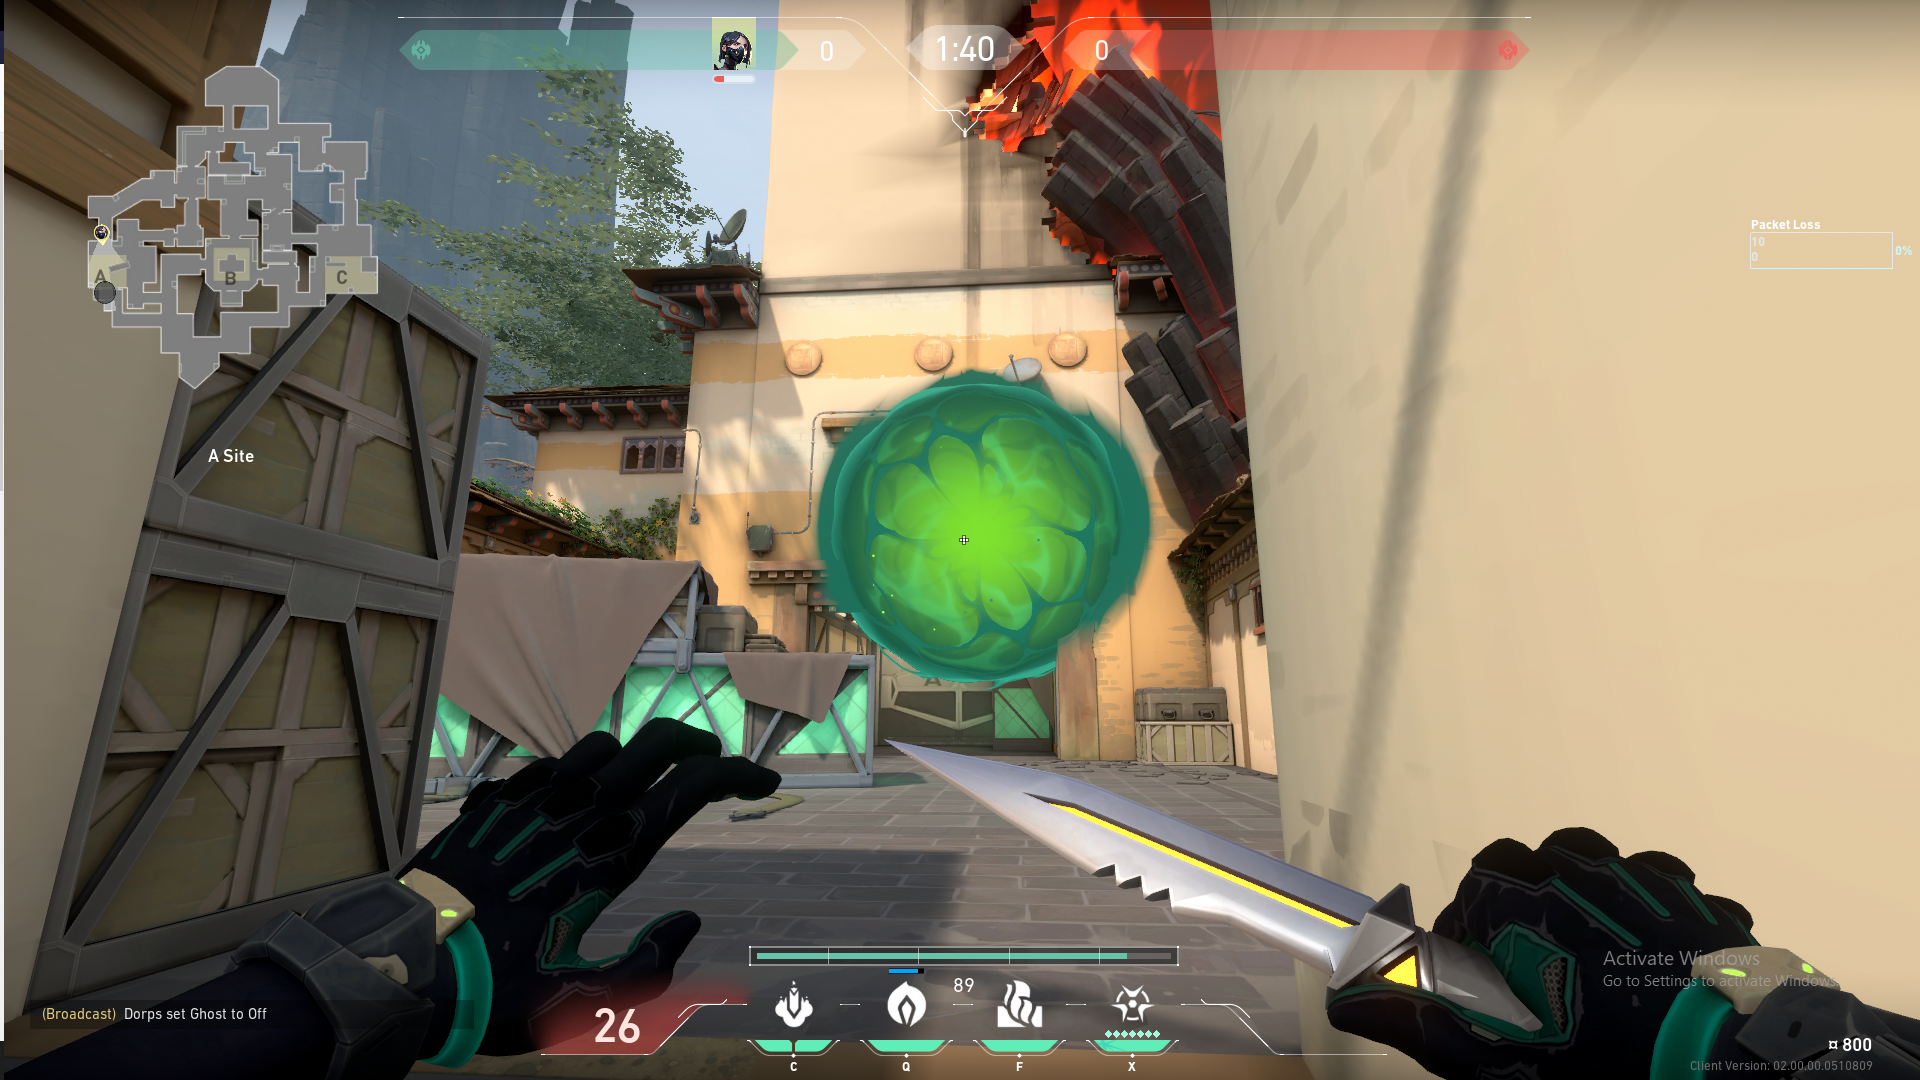 0
1:40
0
Packet Loss
10
0
0%
A
B
C
A Site
A
89
Activate Windows
Go to Settings to activate Windows.
(Broadcast) Dorps set Ghost to Off
26
C
Q
F
X
¤ 800
Client Version: 02.00.00.0510809